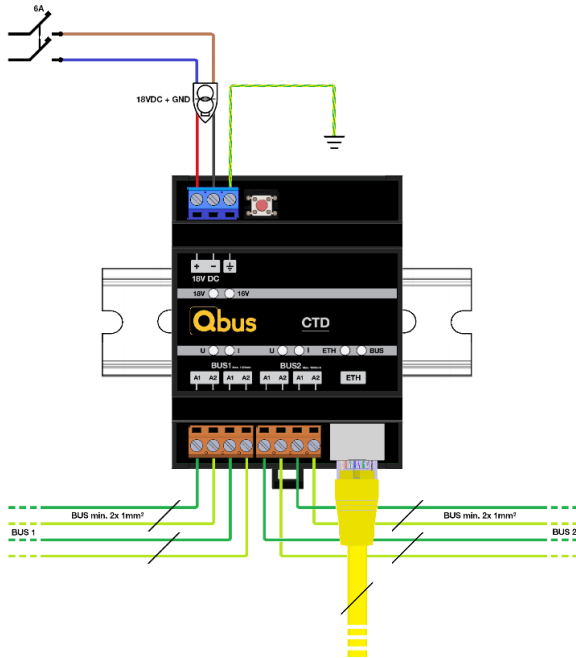 6A
18VDC + GND
+ −
18V DC
18V 16V
Qbus CTD
U I U I ETH BUS
BUS1 BUS2
A1 A2 A1 A2 A1 A2 A1 A2 ETH
BUS min. 2x 1mm² BUS min. 2x 1mm²
BUS 1 BUS 2